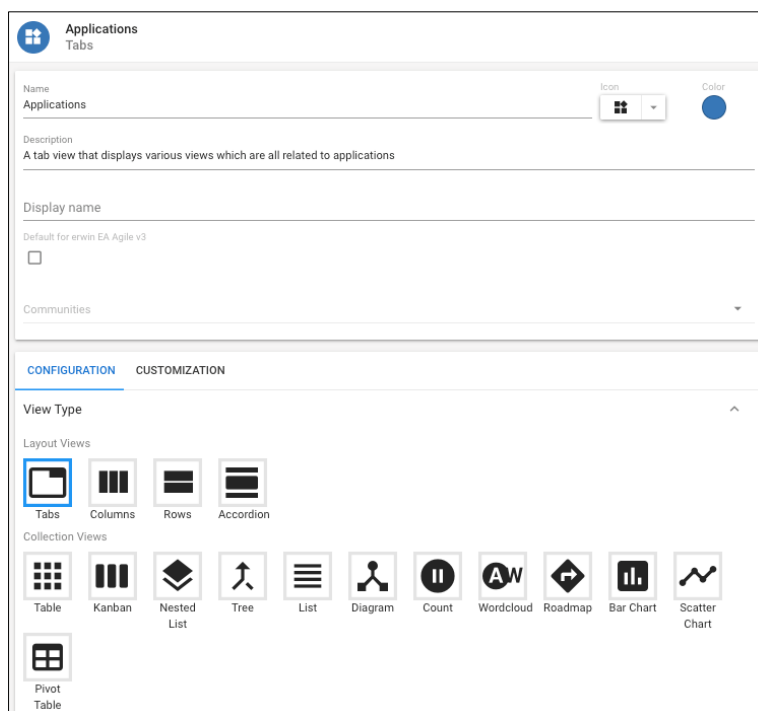 Applications
Tabs
Name
Icon
Color
Applications
Description
A tab view that displays various views which are all related to applications
Display name
Default for erwin EA Agile v3
Communities
CONFIGURATION CUSTOMIZATION
View Type
Layout Views
Tabs Columns Rows Accordion
Collection Views
AW
Table Kanban Nested List Tree List Diagram Count Wordcloud Roadmap Bar Chart Scatter Chart
Pivot Table